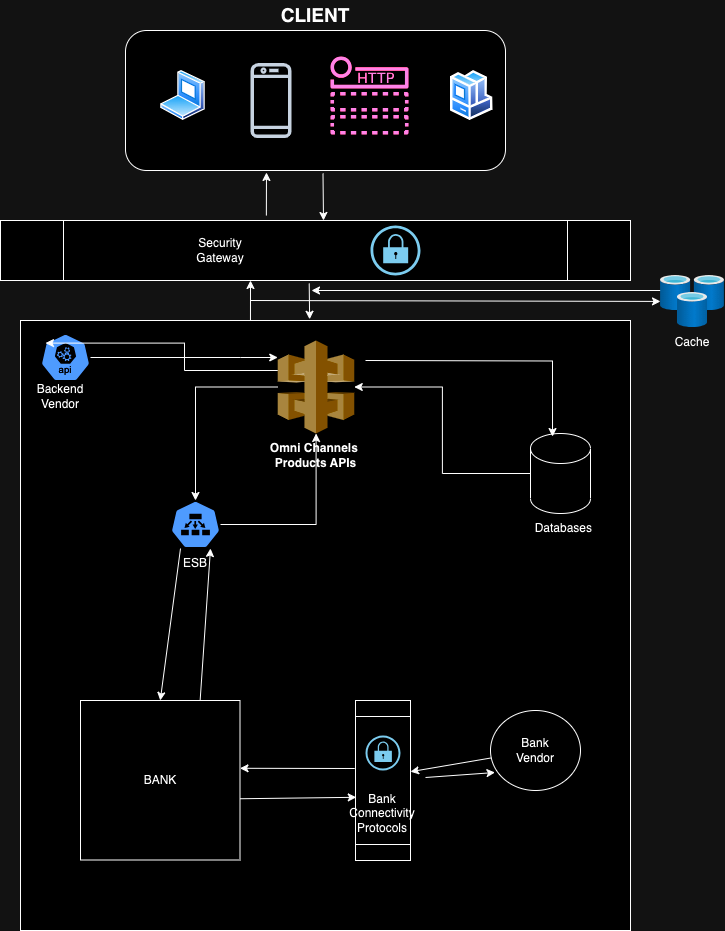 CLIENT
HTTP
Security
Gateway
Cache
api
Backend
Vendor
Omni Channels
Products APIs
Databases
ESB
BANK
Bank
Connectivity
Protocols
Bank
Vendor